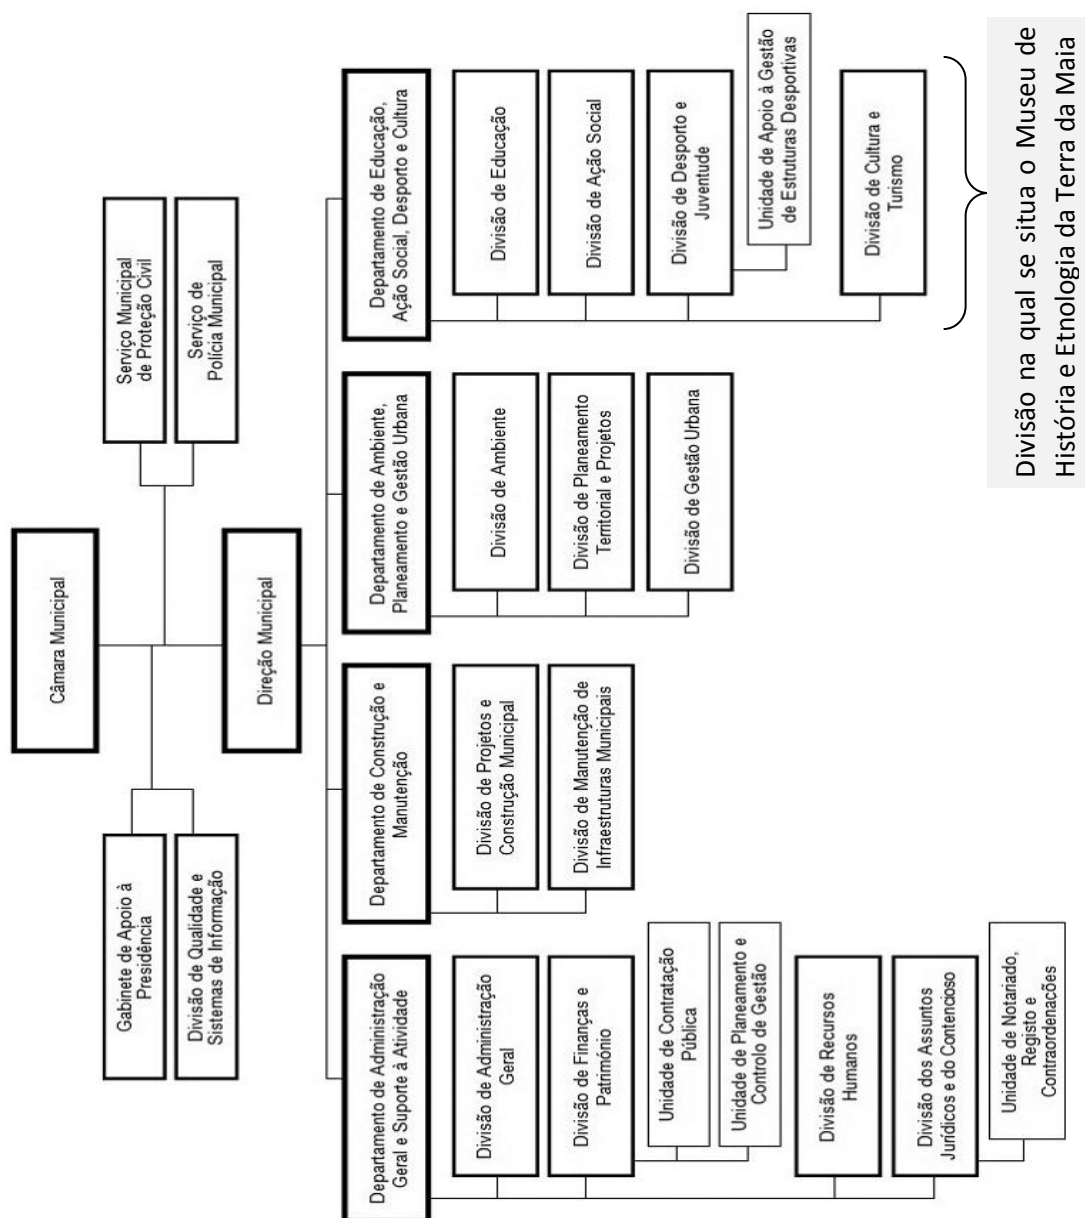 Câmara Municipal
Gabinete de Apoio à
Presidência
Divisão de Qualidade e
Sistemas de Informação
Serviço Municipal
de Proteção Civil
Serviço de
Polícia Municipal
Direção Municipal
Departamento de Administração
Geral e Suporte à Atividade
Divisão de Administração
Geral
Divisão de Finanças e
Património
Unidade de Contratação
Pública
Unidade de Planeamento e
Controlo de Gestão
Divisão de Recursos
Humanos
Divisão dos Assuntos
Jurídicos e do Contencioso
Unidade de Notariado,
Registo e
Contraordenações
Departamento de Construção e
Manutenção
Divisão de Projetos e
Construção Municipal
Divisão de Manutenção de
Infraestruturas Municipais
Departamento de Ambiente,
Planeamento e Gestão Urbana
Divisão de Ambiente
Divisão de Planeamento
Territorial e Projetos
Divisão de Gestão Urbana
Departamento de Educação,
Ação Social, Desporto e Cultura
Divisão de Educação
Divisão de Ação Social
Divisão de Desporto e
Juventude
Unidade de Apoio à Gestão
de Estruturas Desportivas
Divisão de Cultura e
Turismo
Divisão na qual se situa o Museu de
História e Etnologia da Terra da Maia